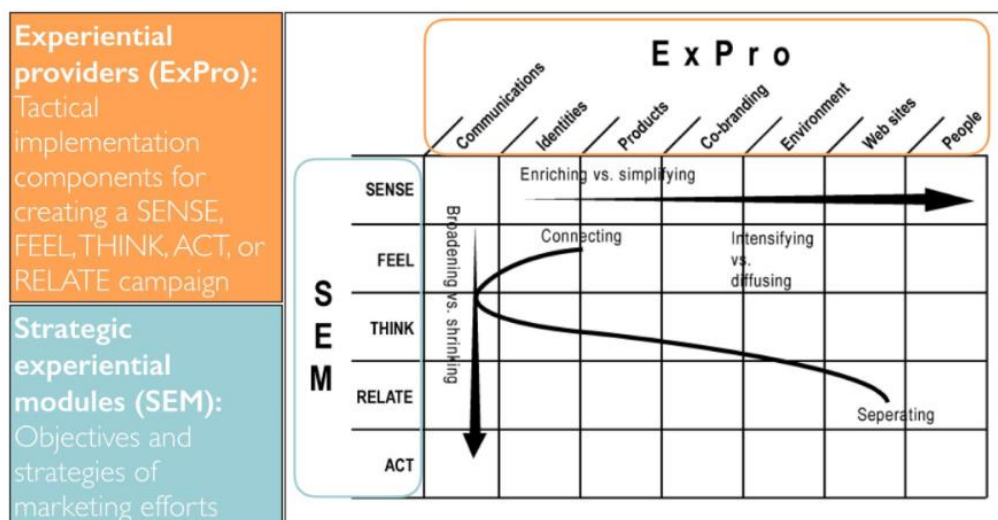 Experiential
providers (ExPro):
Tactical
implementation
components for
creating a SENSE,
FEEL, THINK, ACT, or
RELATE campaign
Strategic
experiential
modules (SEM):
Objectives and
strategies of
marketing efforts
ExPro
Communications
Identities
Products
Co-branding
Environment
Web sites
People
SEM
SENSE
FEEL
THINK
RELATE
ACT
Enriching vs. simplifying
Broadening vs. shrinking
Connecting
Intensifying
vs.
diffusing
Seperating